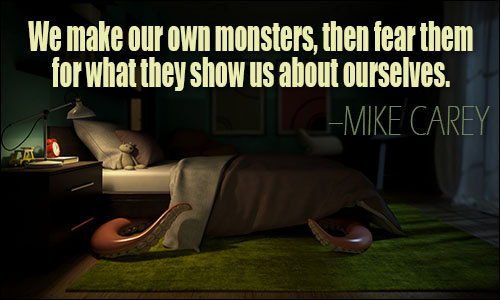 We make our own monsters, then fear them
for what they show us about ourselves.
–MIKE CAREY